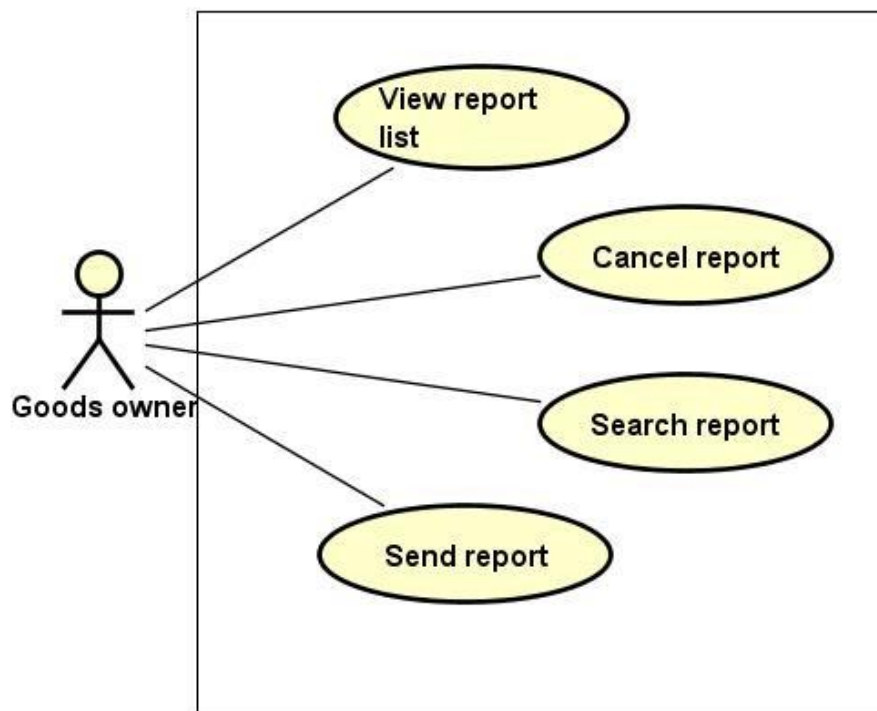 View report
list
Cancel report
Goods owner
Search report
Send report